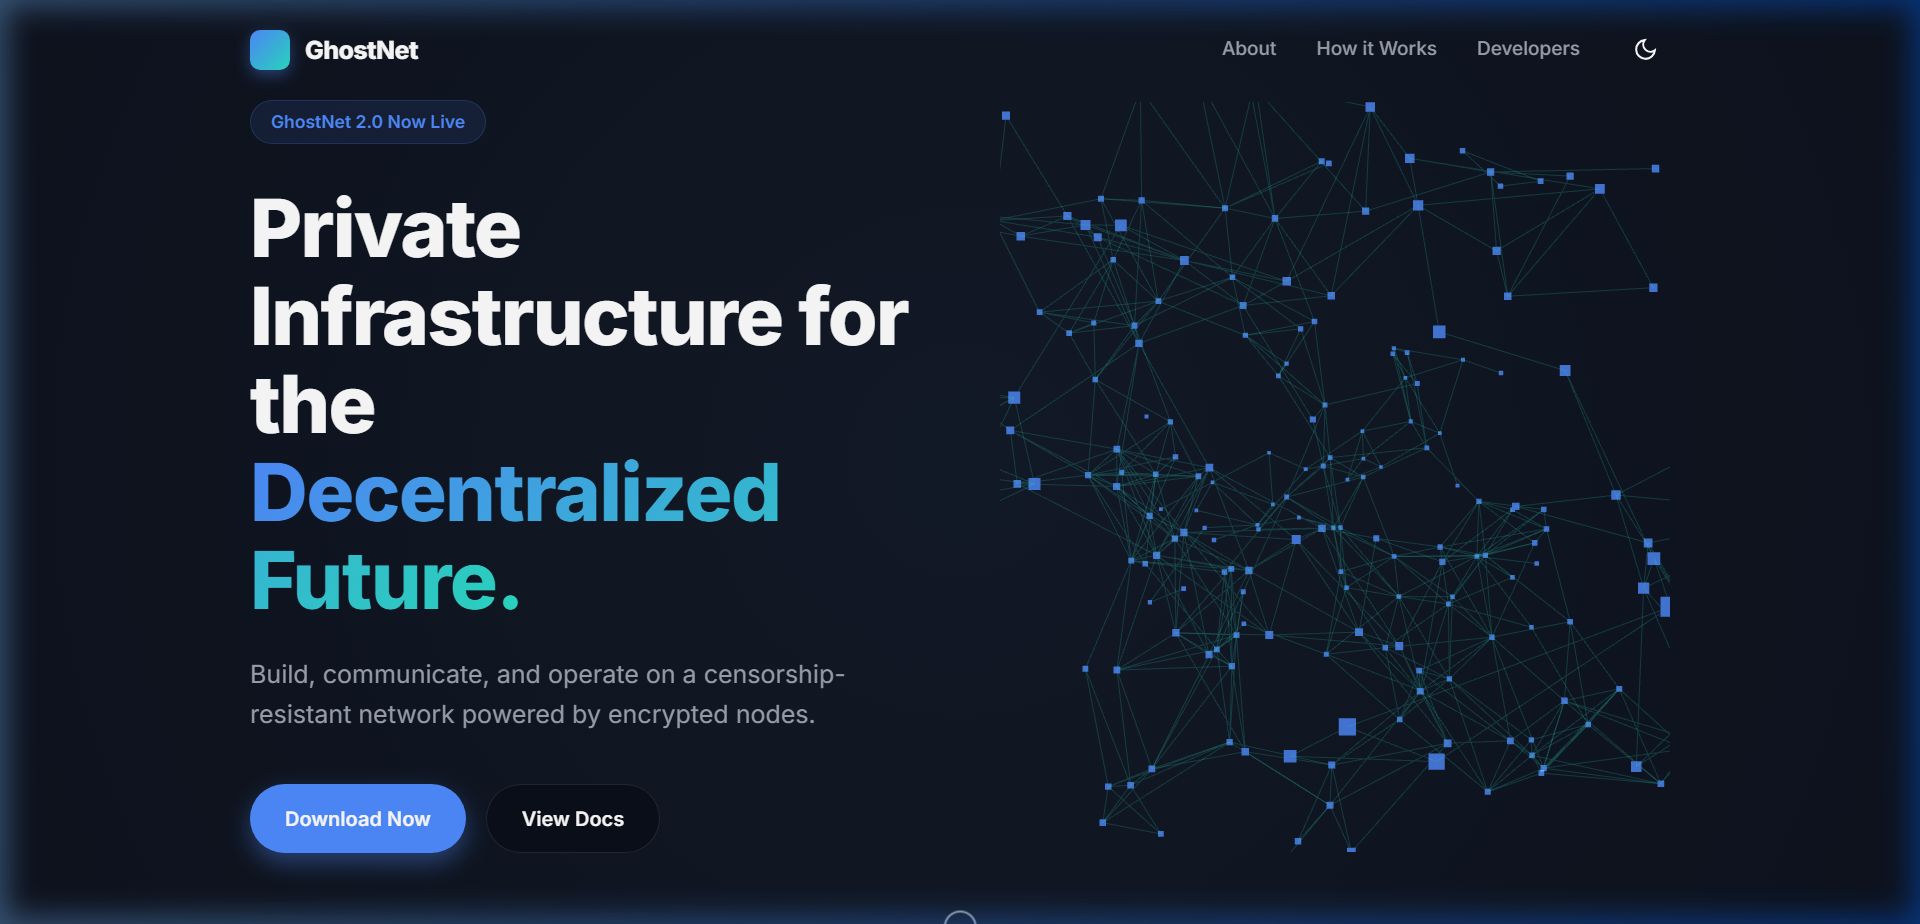 GhostNet
About
How it Works
Developers
GhostNet 2.0 Now Live
Private
Infrastructure for
the
Decentralized
Future.
Build, communicate, and operate on a censorship-
resistant network powered by encrypted nodes.
Download Now
View Docs